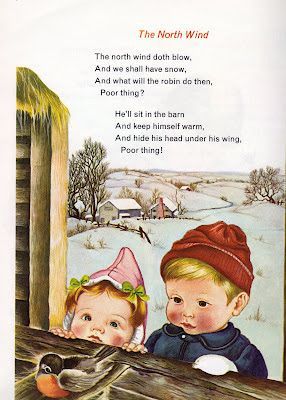 The North Wind
The north wind doth blow,
And we shall have snow,
And what will the robin do then,
Poor thing?
He'll sit in the barn
And keep himself warm,
And hide his head under his wing,
Poor thing!